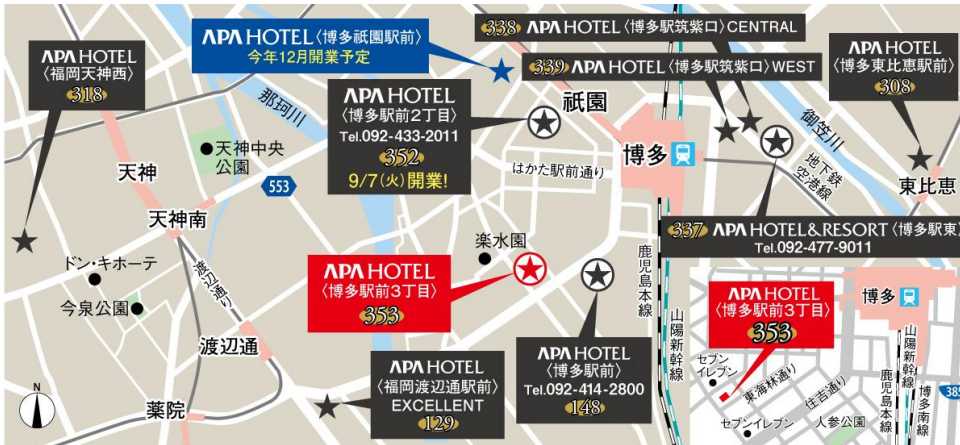 APA HOTEL
〈福岡天神西〉
318
APA HOTEL〈博多祇園駅前〉
今年12月開業予定
338 APA HOTEL〈博多駅筑紫口〉CENTRAL
339 APA HOTEL〈博多駅筑紫口〉WEST
APA HOTEL
〈博多東比恵駅前〉
308
APA HOTEL
〈博多駅前2丁目〉
Tel.092-433-2011
352
9/7(火)開業!
那珂川
祇園
博多
御笠川
地下鉄
空港線
東比恵
はかた駅前通り
天神中央
公園
天神
553
天神南
337 APA HOTEL&RESORT〈博多駅東〉
Tel.092-477-9011
楽水園
ドン・キホーテ
今泉公園
渡辺通り
渡辺通
薬院
N
APA HOTEL
〈博多駅前3丁目〉
353
APA HOTEL
〈福岡渡辺通駅前〉
EXCELLENT
129
APA HOTEL
〈博多駅前〉
Tel.092-414-2800
148
鹿児島本線
山陽新幹線
APA HOTEL
〈博多駅前3丁目〉
353
博多
セブン
イレブン
東海林通り
住吉通り
セブンイレブン
人参公園
鹿児島本線
山陽新幹線
博多南線
385